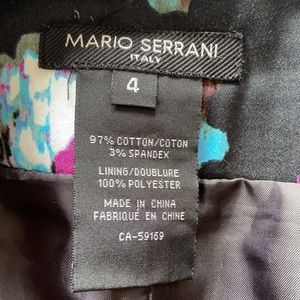 MARIO SERRANI
ITALY
4
97% COTTON/COTON
3% SPANDEX
LINING/DOUBLURE
100% POLYESTER
MADE IN CHINA
FABRIQUÉ EN CHINE
CA-59169